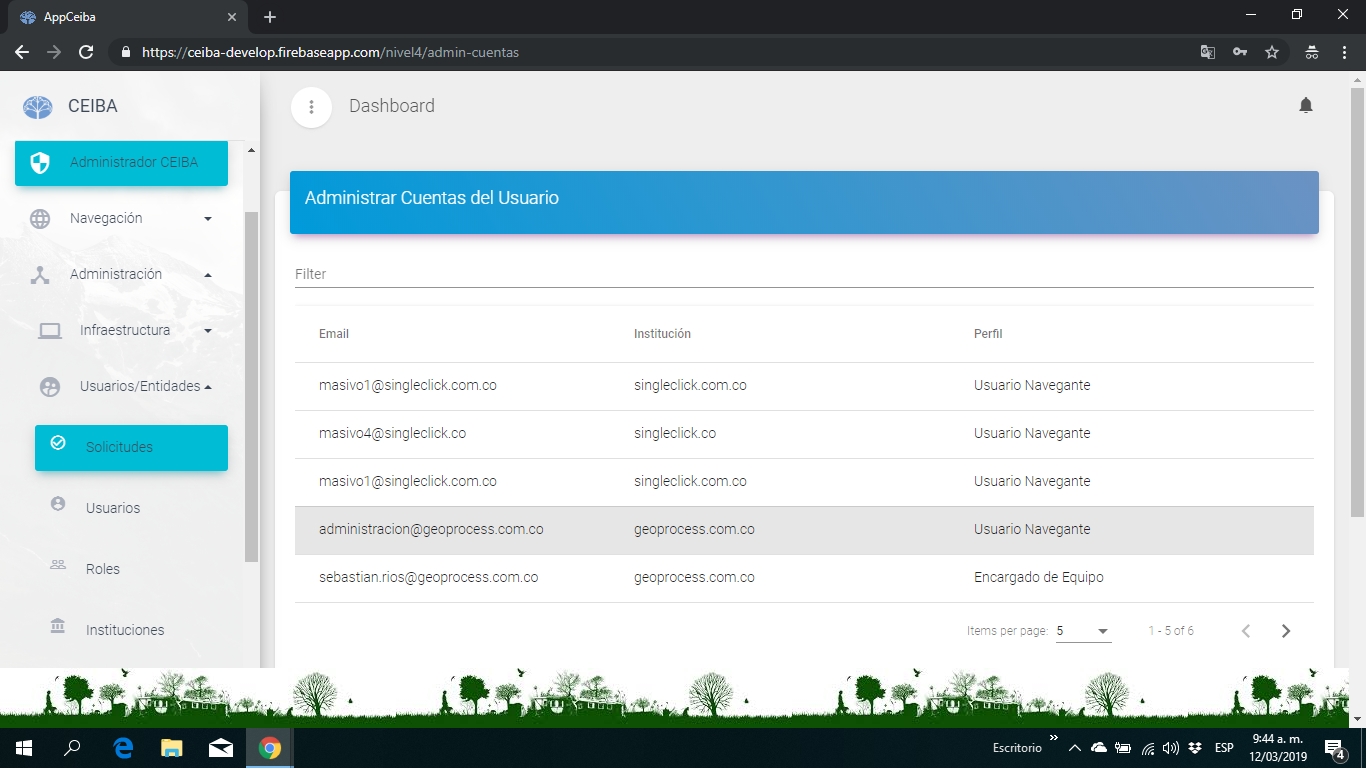 AppCeiba
https://ceiba-develop.firebaseapp.com/nivel4/admin-cuentas
CEIBA
Dashboard
Administrador CEIBA
Navegación
Administración
Infraestructura
Usuarios/Entidades
Solicitudes
Usuarios
Roles
Instituciones
Administrar Cuentas del Usuario
Filter
Email Institución Perfil
masivo1@singleclick.com.co singleclick.com.co Usuario Navegante
masivo4@singleclick.co singleclick.co Usuario Navegante
masivo1@singleclick.com.co singleclick.com.co Usuario Navegante
administracion@geoprocess.com.co geoprocess.com.co Usuario Navegante
sebastian.rios@geoprocess.com.co geoprocess.com.co Encargado de Equipo
Items per page: 5 1 - 5 of 6
Escritorio ESP 9:44 a. m.
12/03/2019
4